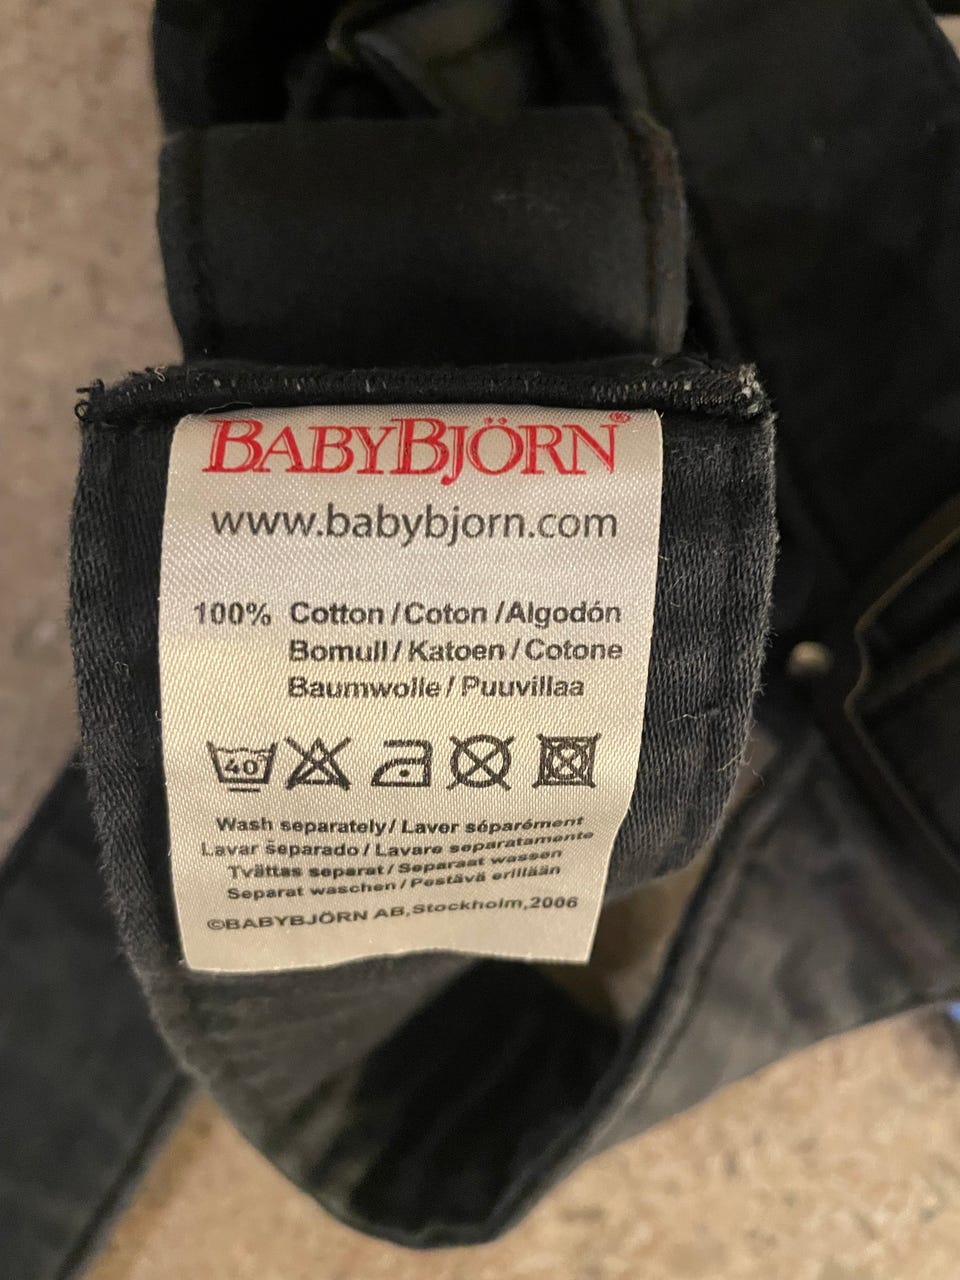 BABYBJÖRN®
www.babybjorn.com
100% Cotton / Coton / Algodón
Bomull / Katoen / Cotone
Baumwolle / Puuvillaa
40
Wash separately / Laver séparément
Lavar separado / Lavare separatamente
Tvättas separat / Separaat wassen
Separat waschen / Pestävä erillään
©BABYBJÖRN AB, Stockholm, 2006